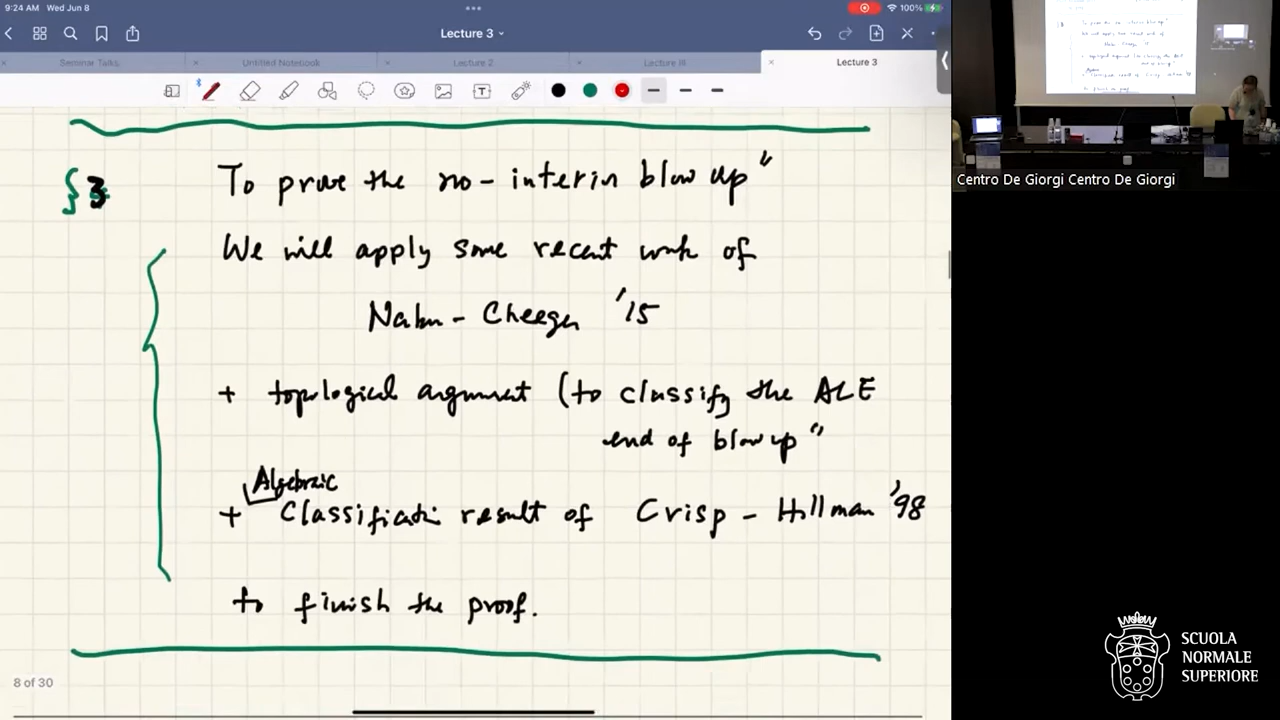 9:24 AM Wed Jun 8
100%
Lecture 3
Seminar Talks
Untitled Notebook
Lecture 2
Lecture III
Lecture 3
§ 3 To prove the no-interior blow up"
We will apply some recent work of
Naber - Cheeger '15
+ topological argument (to classify the ALE
end of blow up"
Algebraic
+ Classification result of Crisp - Hillman '98
to finish the proof.
8 of 30
Centro De Giorgi Centro De Giorgi
SCUOLA
NORMALE
SUPERIORE